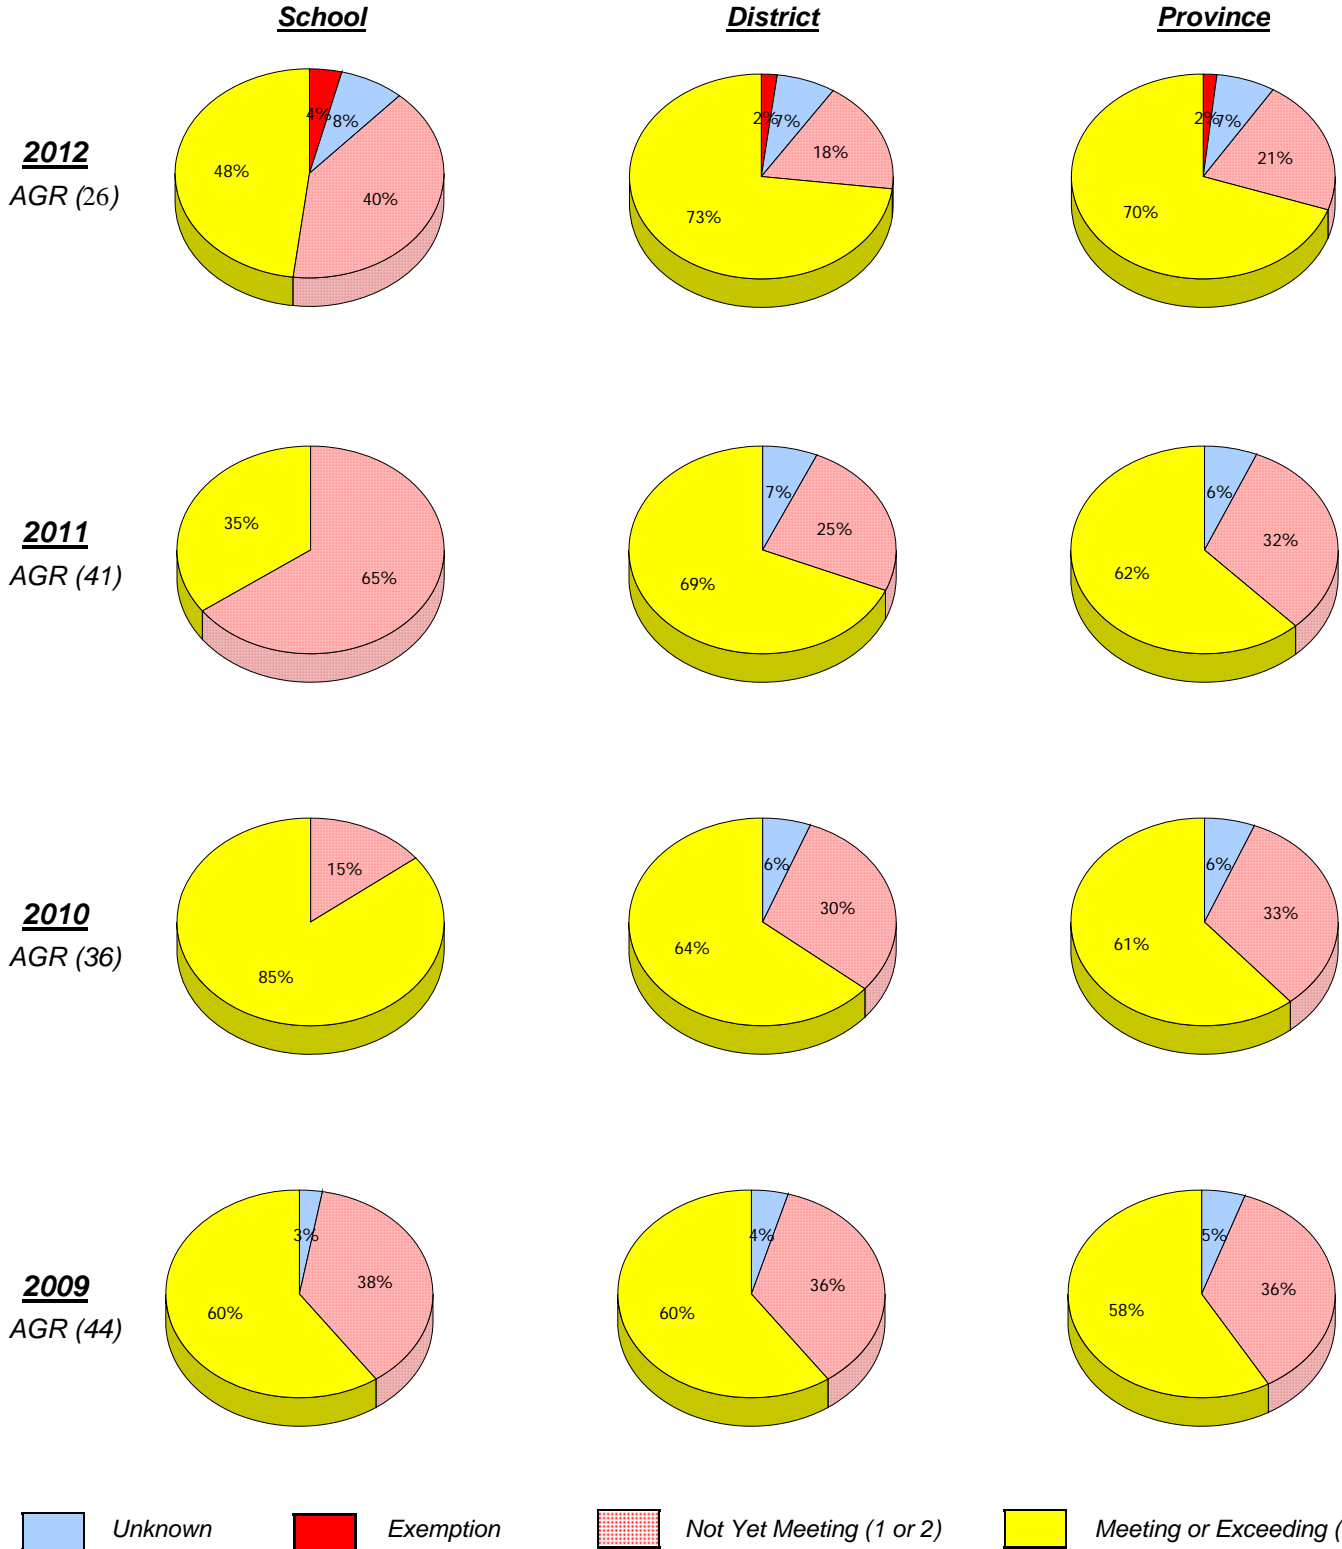 School District Province
2012
AGR (26)
4% 8% 40% 48%
2% 7% 18% 73%
2% 7% 21% 70%
2011
AGR (41)
35% 65%
7% 25% 69%
6% 32% 62%
2010
AGR (36)
15% 85%
6% 30% 64%
6% 33% 61%
2009
AGR (44)
3% 38% 60%
4% 36% 60%
5% 36% 58%
Unknown Exemption Not Yet Meeting (1 or 2) Meeting or Exceeding (